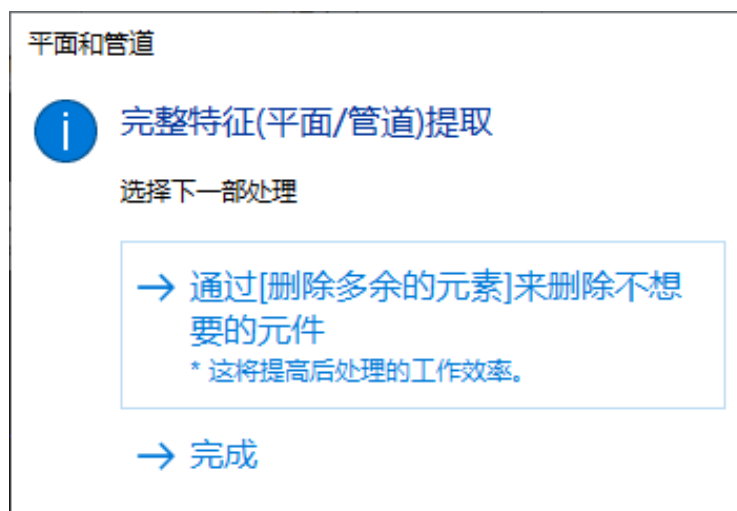 平面和管道
完整特征(平面/管道)提取
选择下一部处理
→ 通过[删除多余的元素]来删除不想
要的元件
* 这将提高后处理的工作效率。
→ 完成